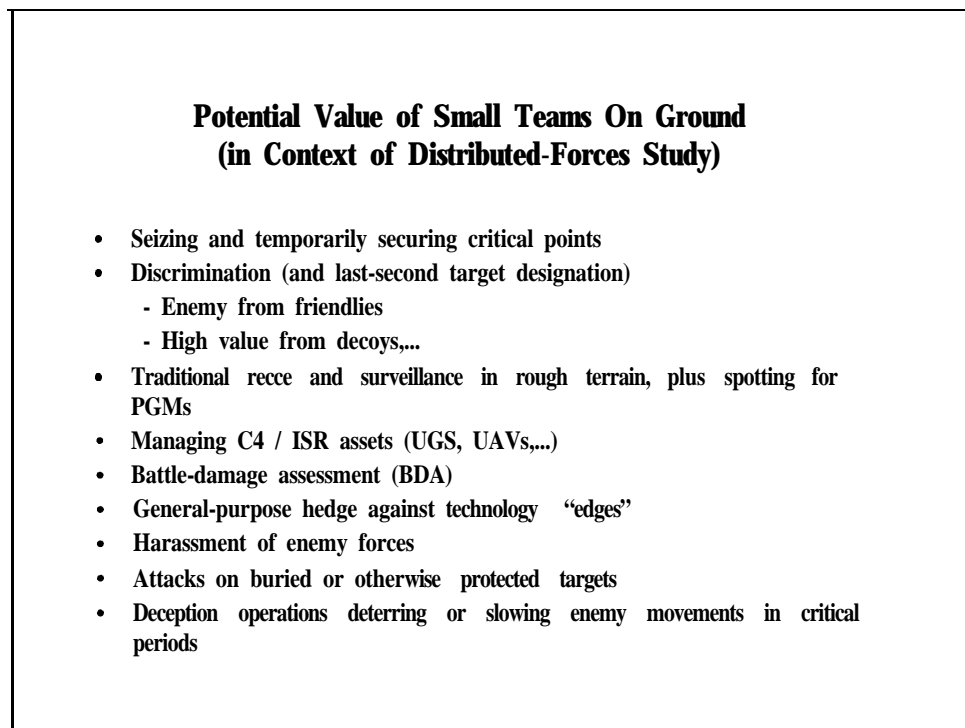 Potential Value of Small Teams On Ground
(in Context of Distributed-Forces Study)
• Seizing and temporarily securing critical points
• Discrimination (and last-second target designation)
- Enemy from friendlies
- High value from decoys,...
• Traditional recce and surveillance in rough terrain, plus spotting for
PGMs
• Managing C4 / ISR assets (UGS, UAVs,...)
• Battle-damage assessment (BDA)
• General-purpose hedge against technology “edges”
• Harassment of enemy forces
• Attacks on buried or otherwise protected targets
• Deception operations deterring or slowing enemy movements in critical
periods